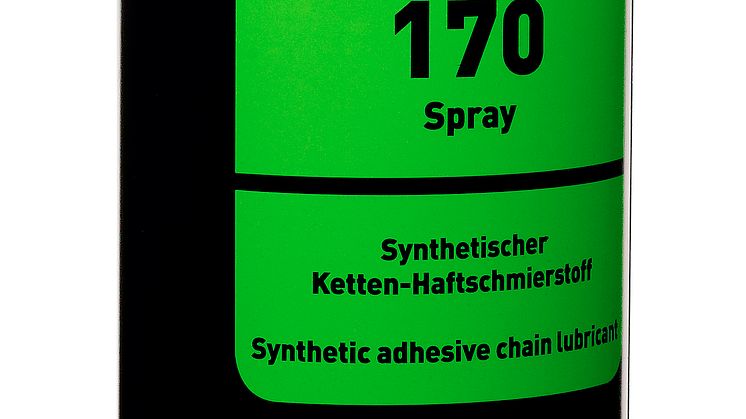 170
Spray
Synthetischer
Ketten-Haftschmierstoff
Synthetic adhesive chain lubricant